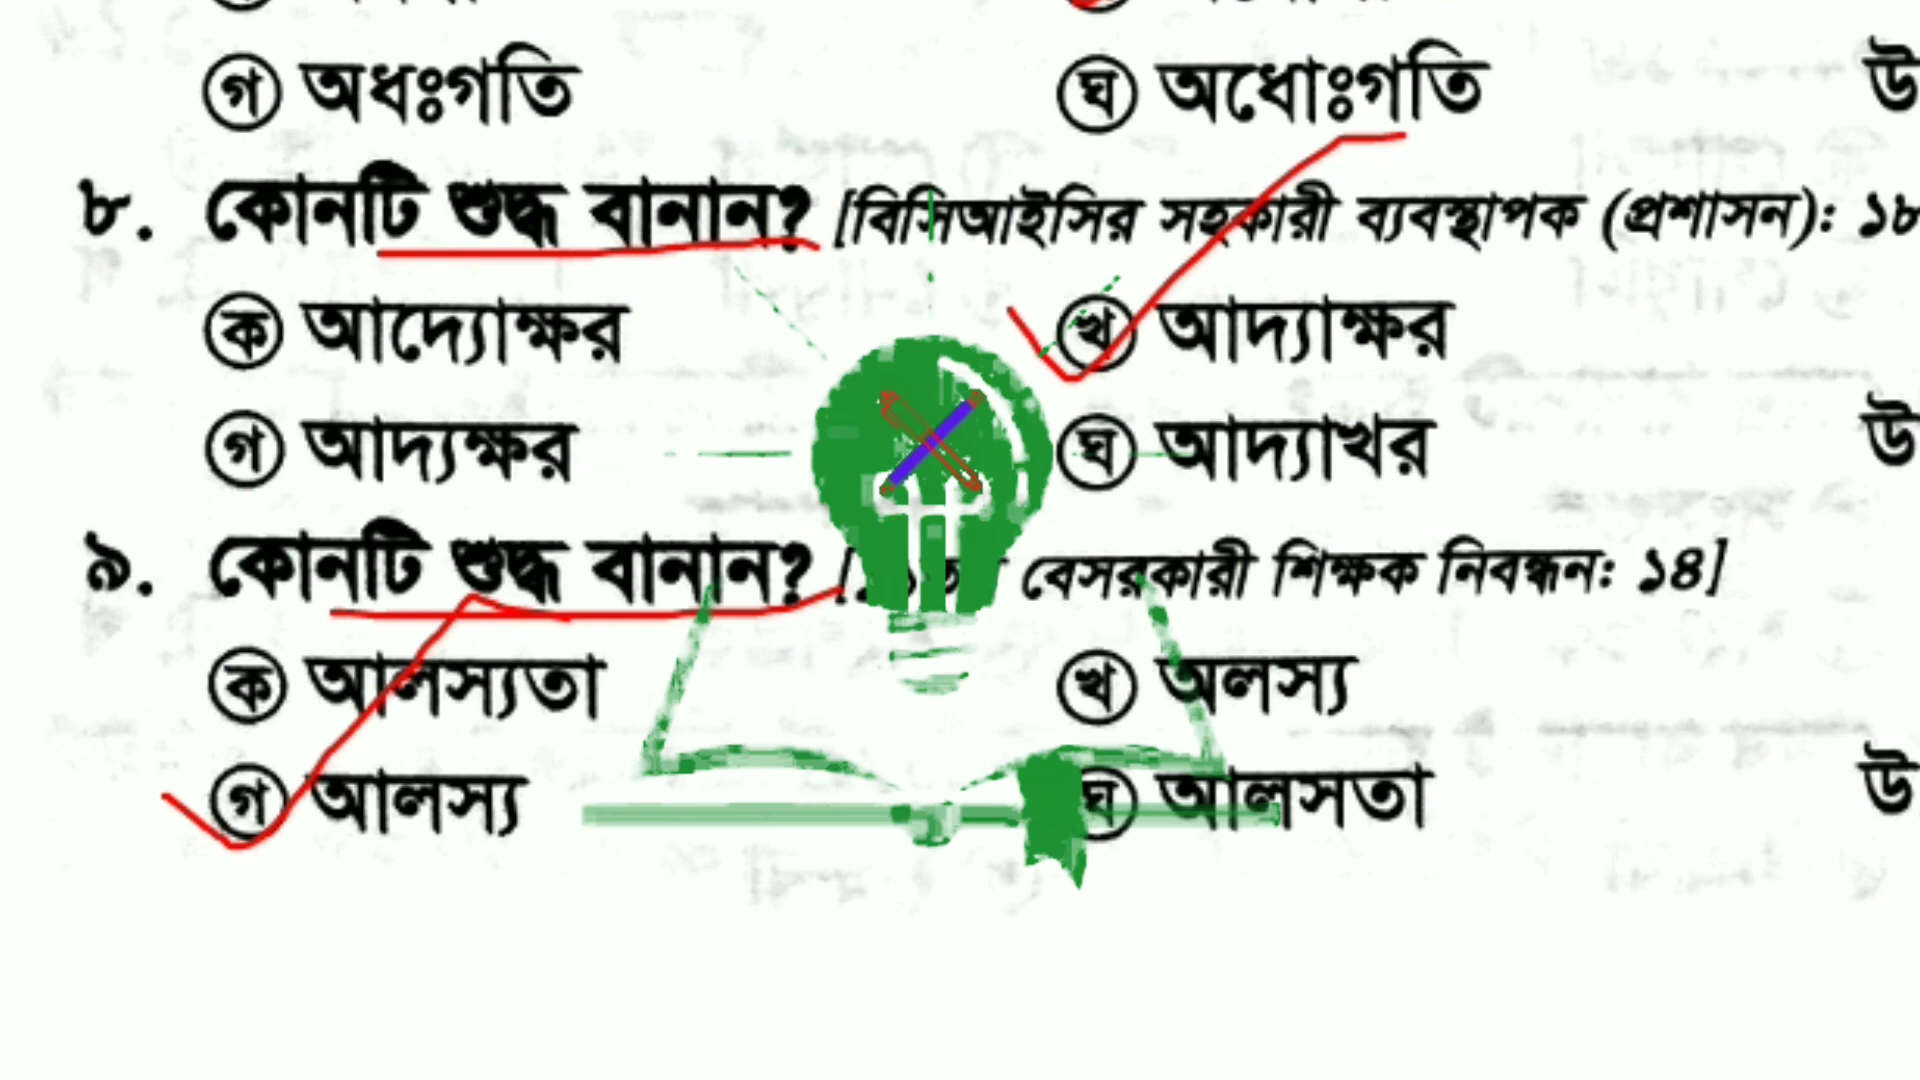 গ অধঃগতি ঘ অধোঃগতি উ
৮. কোনটি শুদ্ধ বানান? [বিসিআইসির সহকারী ব্যবস্থাপক (প্রশাসন): ১৮
ক আদ্যোক্ষর খ আদ্যাক্ষর
গ আদ্যক্ষর ঘ আদ্যাখর উ
৯. কোনটি শুদ্ধ বানান? বেসরকারী শিক্ষক নিবন্ধন: ১৪]
ক আলস্যতা খ অলস্য
গ আলস্য ঘ আলসতা উ